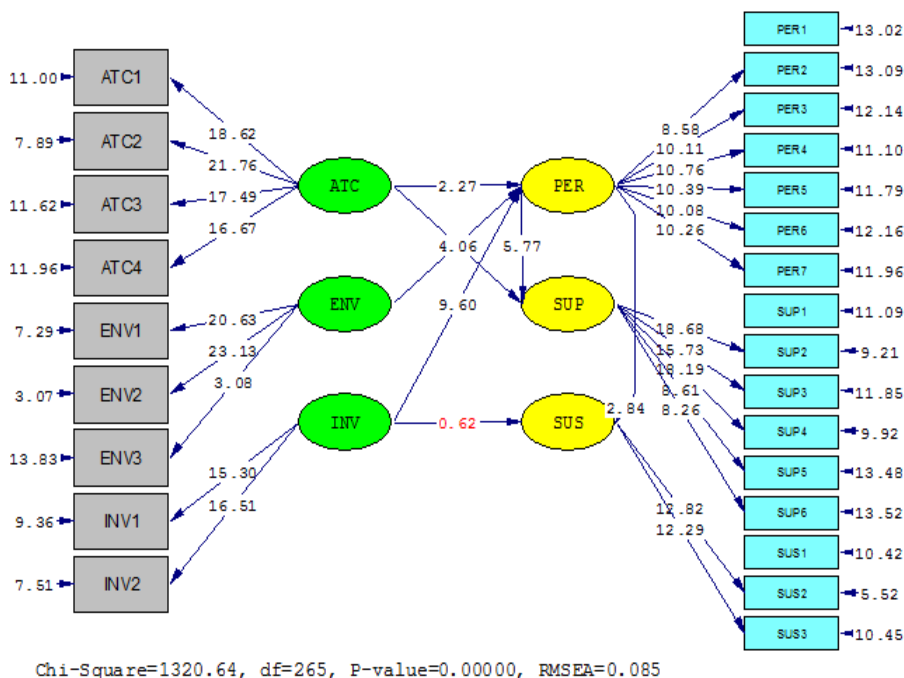 PER1 13.02
11.00 ATC1 PER2 13.09
8.58 PER3 12.14
18.62 10.11
7.89 ATC2 10.76 PER4 11.10
21.76 10.39
ATC 2.27 PER PER5 11.79
11.62 ATC3 17.49 10.08
16.67 10.26 PER6 12.16
11.96 ATC4 4.06 5.77 PER7 11.96
9.60
7.29 ENV1 20.63 ENV SUP SUP1 11.09
23.13 18.68 SUP2 9.21
3.08 15.73
3.07 ENV2 18.19 SUP3 11.85
8.61
INV 0.62 SUS 2.84 8.26 SUP4 9.92
13.83 ENV3 SUP5 13.48
15.30
16.51 12.82 SUP6 13.52
9.36 INV1 12.29 SUS1 10.42
7.51 INV2 SUS2 5.52
SUS3 10.45
Chi-Square=1320.64, df=265, P-value=0.00000, RMSEA=0.085